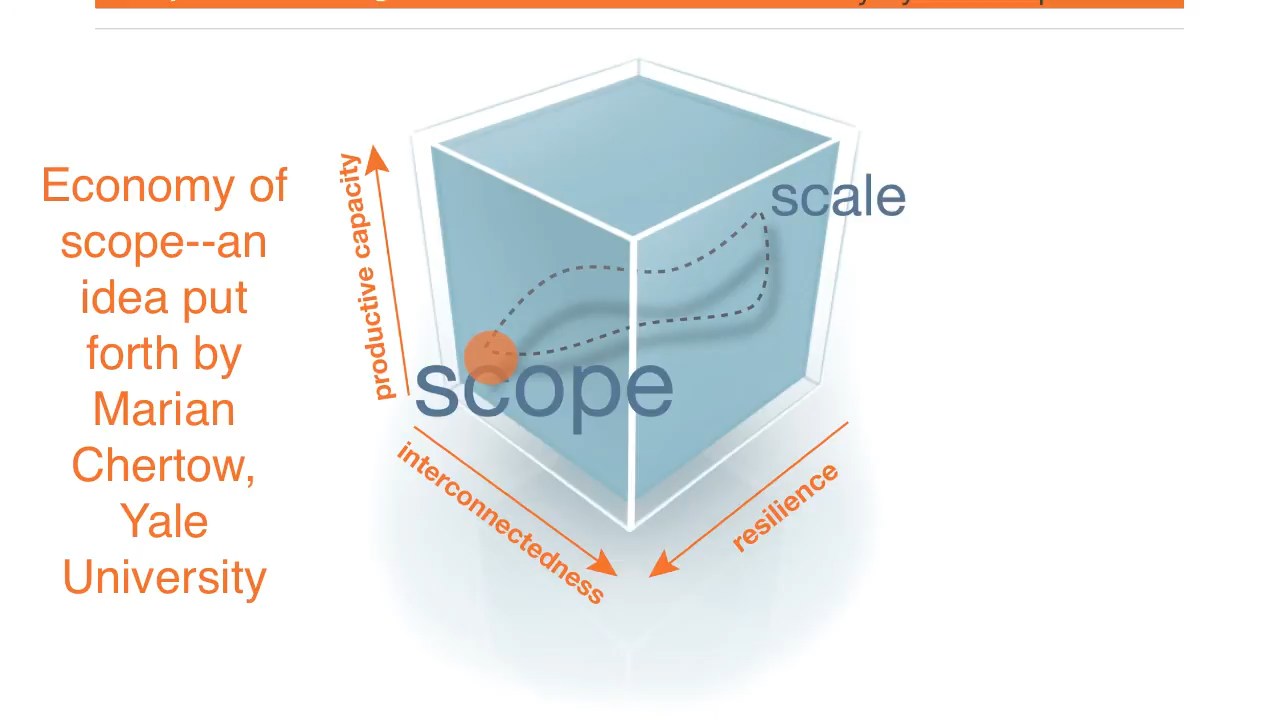 Economy of
scope--an
idea put
forth by
Marian
Chertow,
Yale
University
productive capacity
scale
scope
interconnectedness
resilience